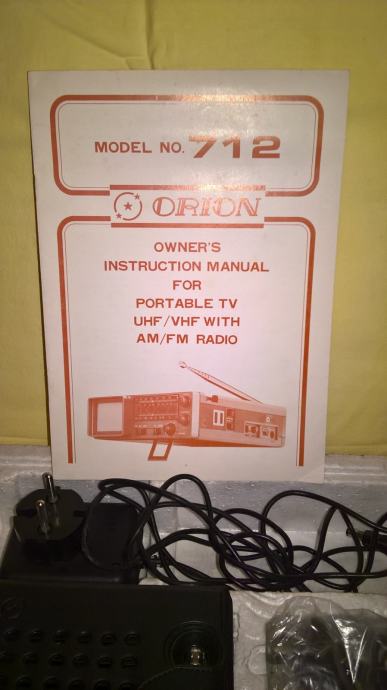 MODEL NO. 712
ORION
OWNER'S
INSTRUCTION MANUAL
FOR
PORTABLE TV
UHF/VHF WITH
AM/FM RADIO